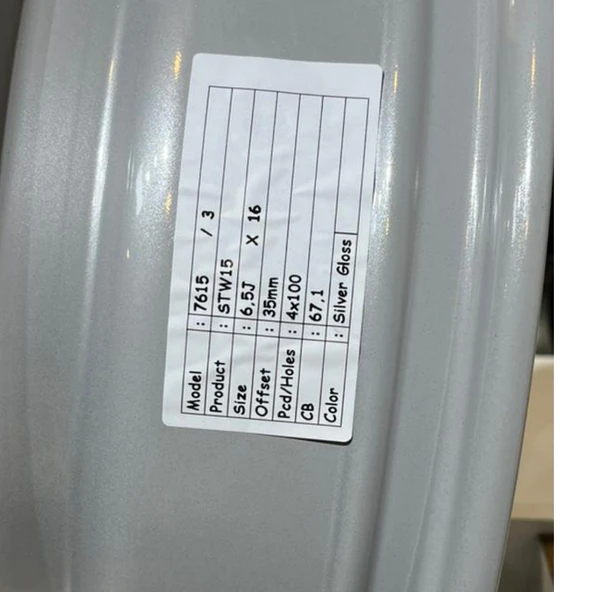 Model : 7615 / 3
Product : STW15
Size : 6,5J X 16
Offset : 35mm
Pcd/Holes : 4x100
CB : 67,1
Color : Silver Gloss